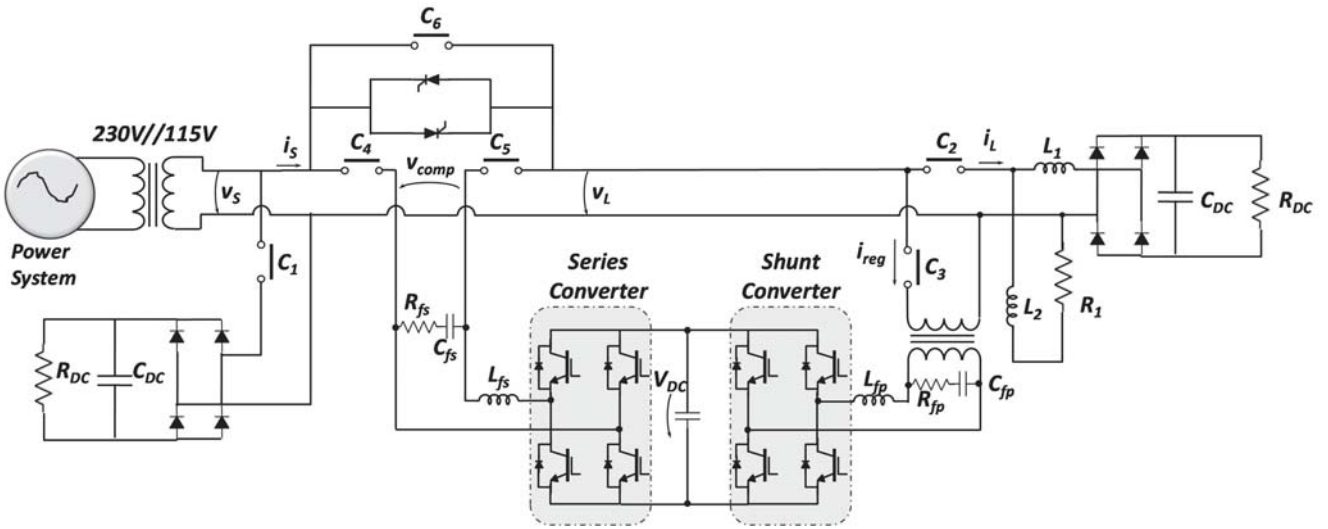 C6
230V//115V
iS
C4
vcomp
C5
C2
iL
L1
vS
vL
CDC
RDC
Power
System
C1
ireg
C3
Series
Converter
Shunt
Converter
L2
R1
Rfs
Cfs
RDC
CDC
Lfs
VDC
Lfp
Rfp
Cfp